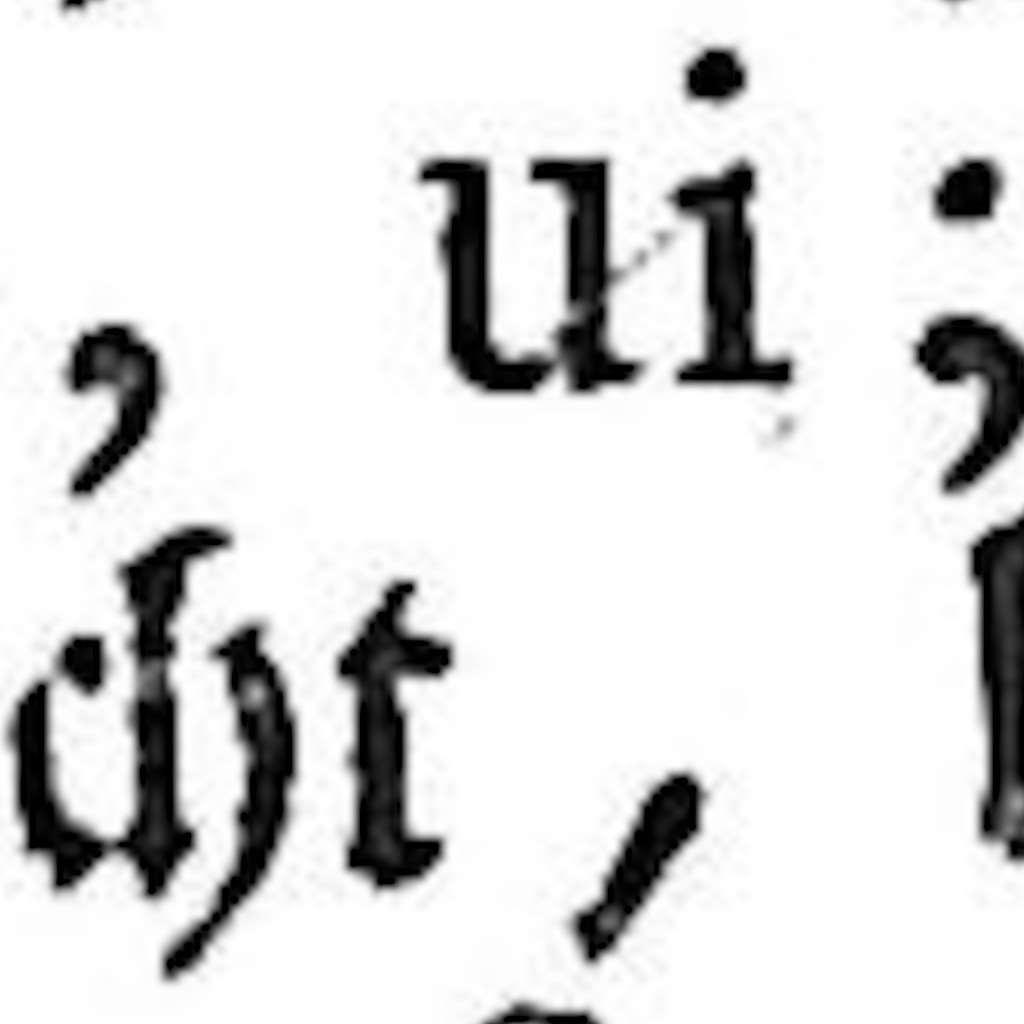 , ui ;
cht ,